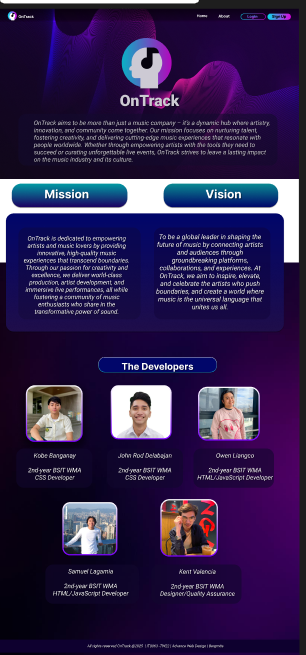 OnTrack
Home
About
Login
Sign Up
OnTrack
OnTrack aims to be more than just a music company – it's a dynamic hub where artistry,
innovation, and community come together. Our mission focuses on nurturing talent,
fostering creativity, and delivering cutting-edge music experiences that resonate with
people worldwide. Whether through empowering artists with the tools they need to
succeed or curating unforgettable live events, OnTrack strives to leave a lasting impact
on the music industry and its culture.
Mission
Vision
OnTrack is dedicated to empowering
artists and music lovers by providing
innovative, high-quality music
experiences that transcend boundaries.
Through our passion for creativity and
excellence, we deliver world-class
production, artist development, and
immersive live performances, all while
fostering a community of music
enthusiasts who share in the
transformative power of sound.
To be a global leader in shaping the
future of music by connecting artists
and audiences through
groundbreaking platforms,
collaborations, and experiences. At
OnTrack, we aim to inspire, elevate,
and celebrate the artists who push
boundaries, and create a world where
music is the universal language that
unites us all.
The Developers
Kobe Banganay
2nd-year BSIT WMA
CSS Developer
John Rod Delabajan
2nd-year BSIT WMA
CSS Developer
Owen Liangco
2nd-year BSIT WMA
HTML/JavaScript Developer
Samuel Lagamia
2nd-year BSIT WMA
HTML/JavaScript Developer
Kent Valencia
2nd-year BSIT WMA
Designer/Quality Assurance
All rights reserved OnTrack @2025 | | Advance Web Design |